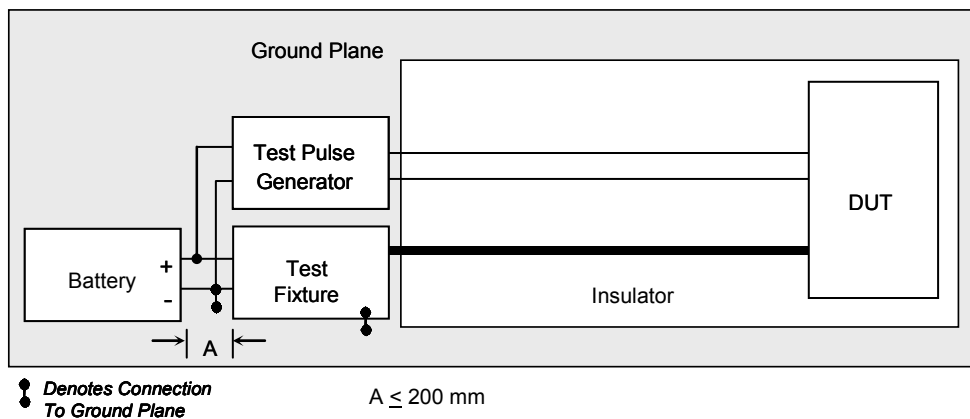 Ground Plane
Test Pulse
Generator
DUT
Battery
+
-
Test
Fixture
Insulator
A
Denotes Connection
To Ground Plane
A ≤ 200 mm